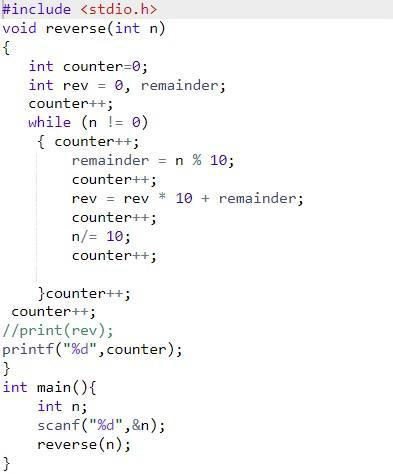 #include <stdio.h>
void reverse(int n)
{
int counter=0;
int rev = 0, remainder;
counter++;
while (n != 0)
{ counter++;
remainder = n % 10;
counter++;
rev = rev * 10 + remainder;
counter++;
n/= 10;
counter++;
}counter++;
counter++;
//print(rev);
printf("%d",counter);
}
int main(){
int n;
scanf("%d",&n);
reverse(n);
}